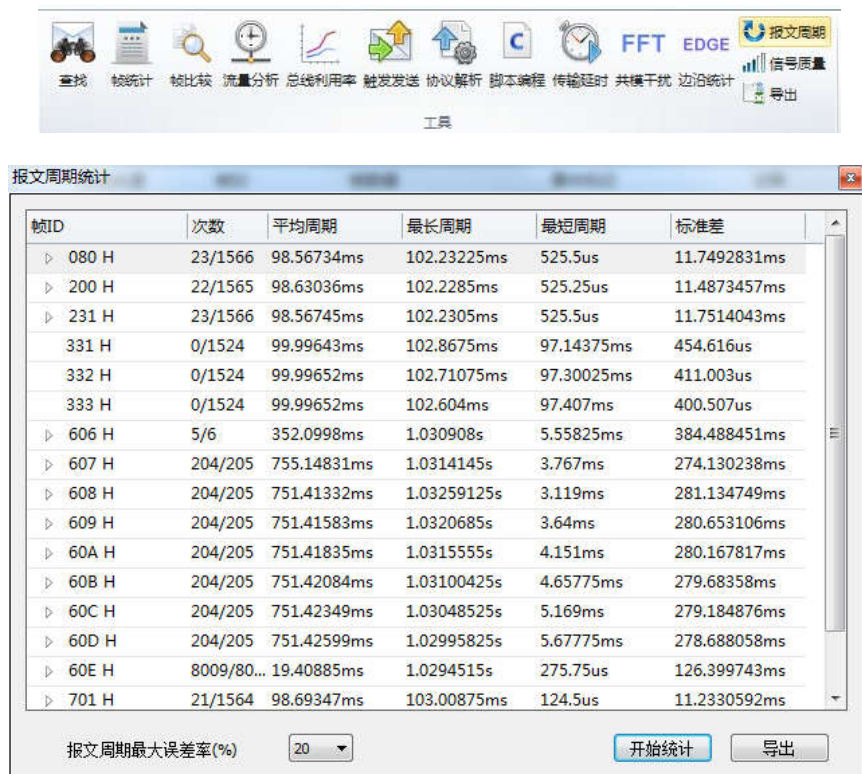 查找 帧统计 帧比较 流量分析 总线利用率 触发发送 协议解析 C 脚本编程 传输延时 FFT 共模干扰 EDGE 边沿统计 报文周期
信号质量
导出
工具
报文周期统计
帧ID 次数 平均周期 最长周期 最短周期 标准差
080 H 23/1566 98.56734ms 102.23225ms 525.5us 11.7492831ms
200 H 22/1565 98.63036ms 102.2285ms 525.25us 11.4873457ms
231 H 23/1566 98.56745ms 102.2305ms 525.5us 11.7514043ms
331 H 0/1524 99.99643ms 102.8675ms 97.14375ms 454.616us
332 H 0/1524 99.99652ms 102.71075ms 97.30025ms 411.003us
333 H 0/1524 99.99652ms 102.604ms 97.407ms 400.507us
606 H 5/6 352.0998ms 1.030908s 5.55825ms 384.488451ms
607 H 204/205 755.14831ms 1.0314145s 3.767ms 274.130238ms
608 H 204/205 751.41332ms 1.03259125s 3.119ms 281.134749ms
609 H 204/205 751.41583ms 1.0320685s 3.64ms 280.653106ms
60A H 204/205 751.41835ms 1.0315555s 4.151ms 280.167817ms
60B H 204/205 751.42084ms 1.03100425s 4.65775ms 279.68358ms
60C H 204/205 751.42349ms 1.03048525s 5.169ms 279.184876ms
60D H 204/205 751.42599ms 1.02995825s 5.67775ms 278.688058ms
60E H 8009/80... 19.40885ms 1.0294515s 275.75us 126.399743ms
701 H 21/1564 98.69347ms 103.00875ms 124.5us 11.2330592ms
报文周期最大误差率(%) 20 开始统计 导出